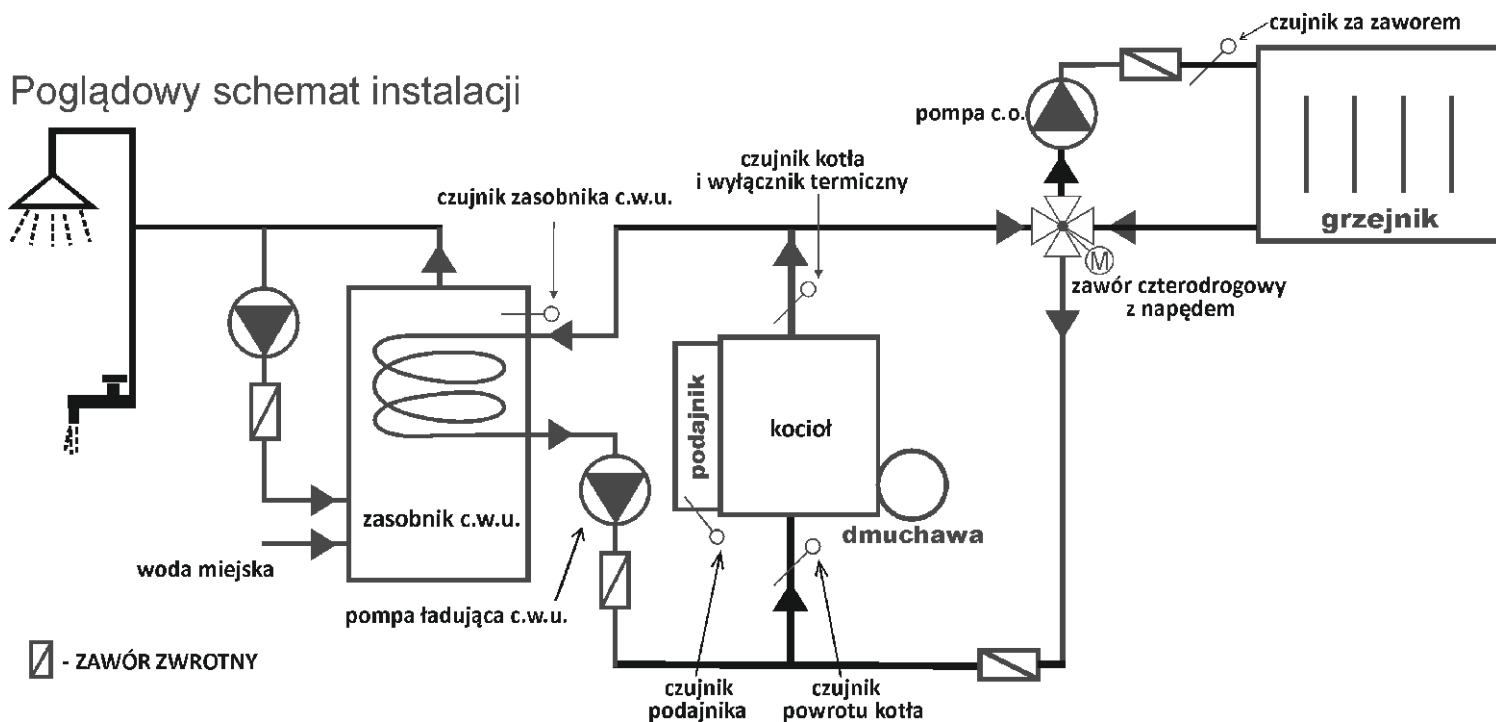 czujnik za zaworem
Poglądowy schemat instalacji
pompa c.o.
czujnik kotła
i wyłącznik termiczny
czujnik zasobnika c.w.u.
grzejnik
M
zawór czterodrogowy
z napędem
podajnik
kocioł
zasobnik c.w.u.
dmuchawa
woda miejska
pompa ładująca c.w.u.
- ZAWÓR ZWROTNY
czujnik
podajnika
czujnik
powrotu kotła